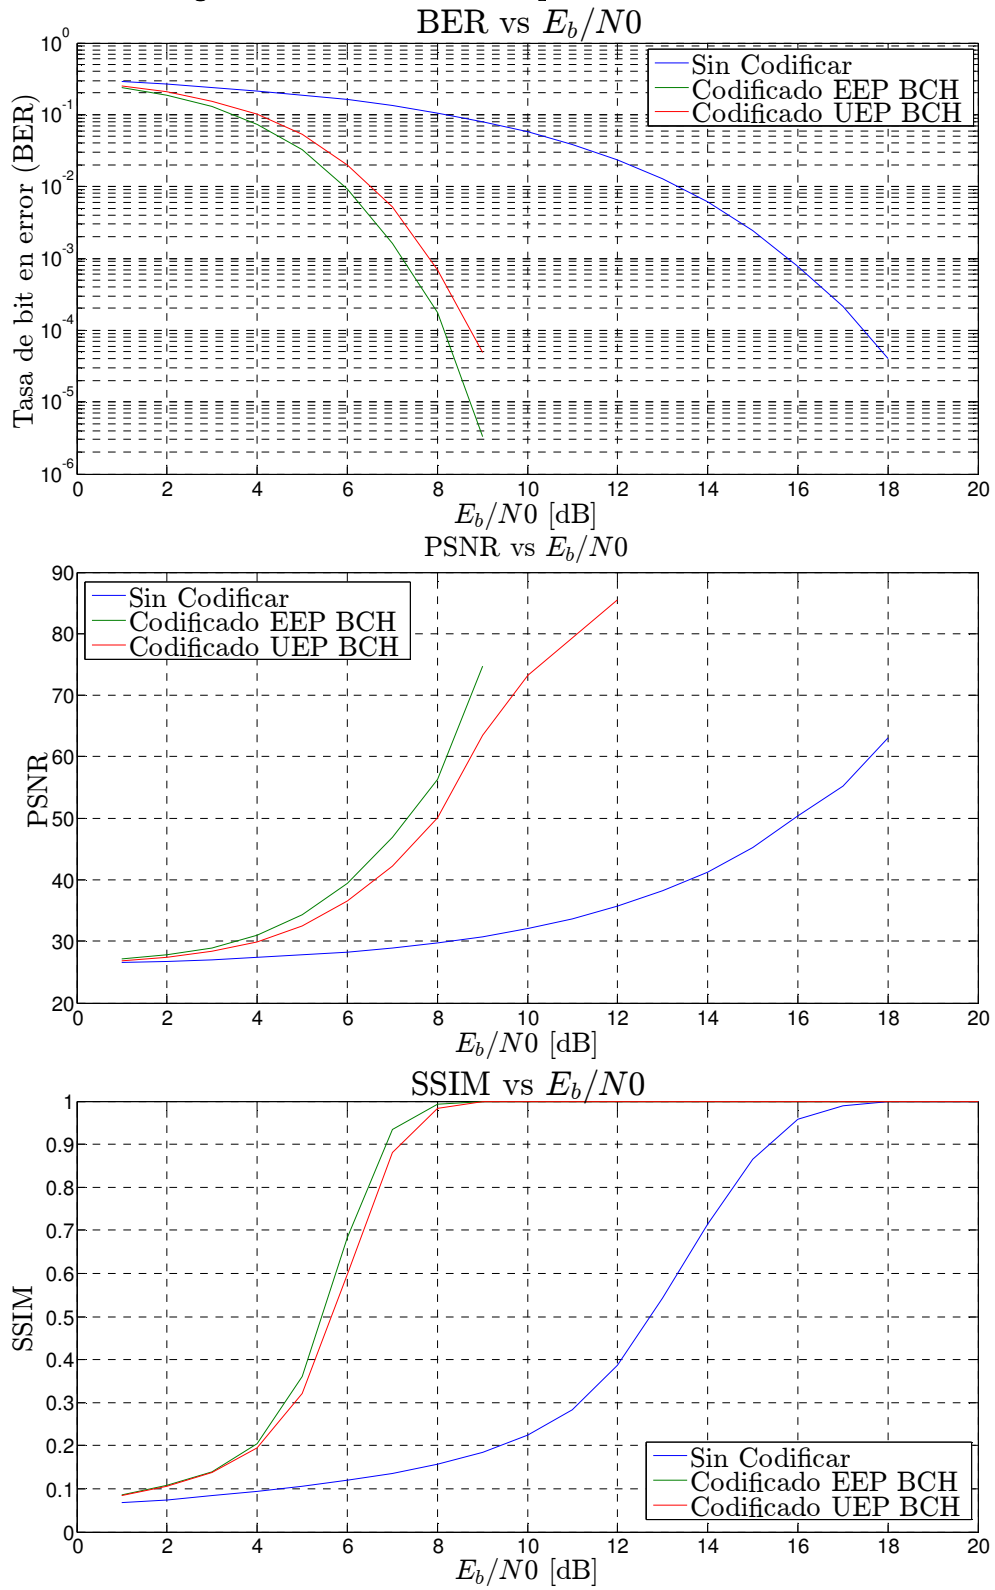 BER vs E_b/N0
10^0
10^-1
10^-2
10^-3
10^-4
10^-5
10^-6
Tasa de bit en error (BER)
Sin Codificar
Codificado EEP BCH
Codificado UEP BCH
0 2 4 6 8 10 12 14 16 18 20
E_b/N0 [dB]
PSNR vs E_b/N0
90
80
70
60
50
40
30
20
PSNR
Sin Codificar
Codificado EEP BCH
Codificado UEP BCH
0 2 4 6 8 10 12 14 16 18 20
E_b/N0 [dB]
SSIM vs E_b/N0
1
0.9
0.8
0.7
0.6
0.5
0.4
0.3
0.2
0.1
0
SSIM
Sin Codificar
Codificado EEP BCH
Codificado UEP BCH
0 2 4 6 8 10 12 14 16 18 20
E_b/N0 [dB]